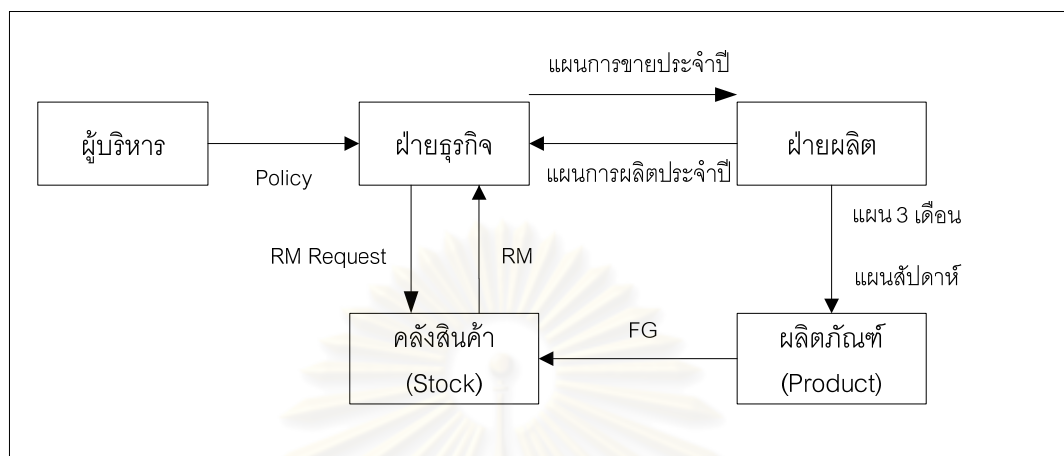 แผนการขายประจำปี
ผู้บริหาร
ฝ่ายธุรกิจ
ฝ่ายผลิต
Policy
แผนการผลิตประจำปี
แผน 3 เดือน
RM Request
RM
แผนสัปดาห์
คลังสินค้า
(Stock)
FG
ผลิตภัณฑ์
(Product)